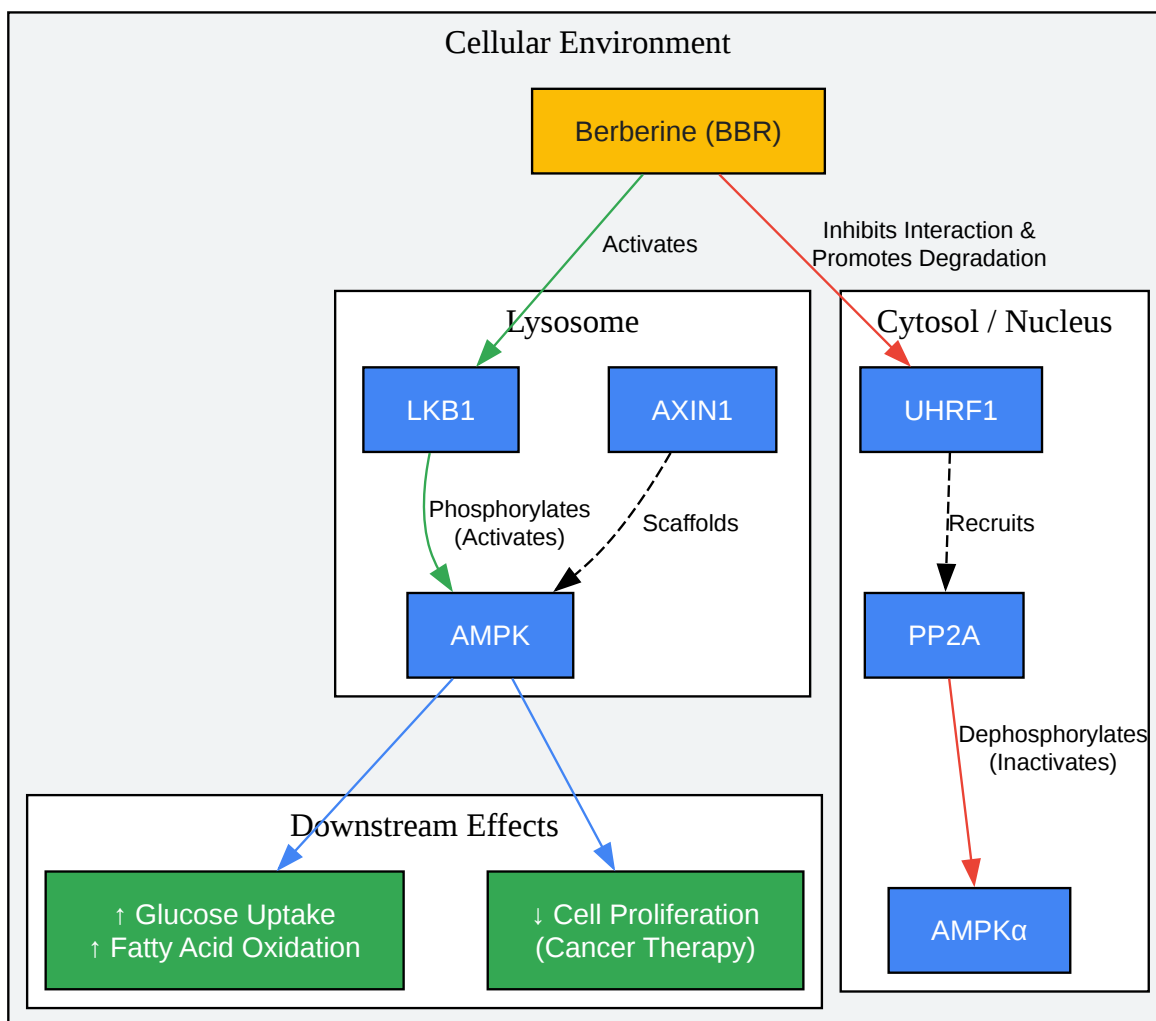 Cellular Environment
Berberine (BBR)
Activates
Inhibits Interaction &
Promotes Degradation
Lysosome
Cytosol / Nucleus
LKB1
AXIN1
UHRF1
Phosphorylates
(Activates)
Scaffolds
Recruits
AMPK
PP2A
Dephosphorylates
(Inactivates)
Downstream Effects
↑ Glucose Uptake
↑ Fatty Acid Oxidation
↓ Cell Proliferation
(Cancer Therapy)
AMPKα